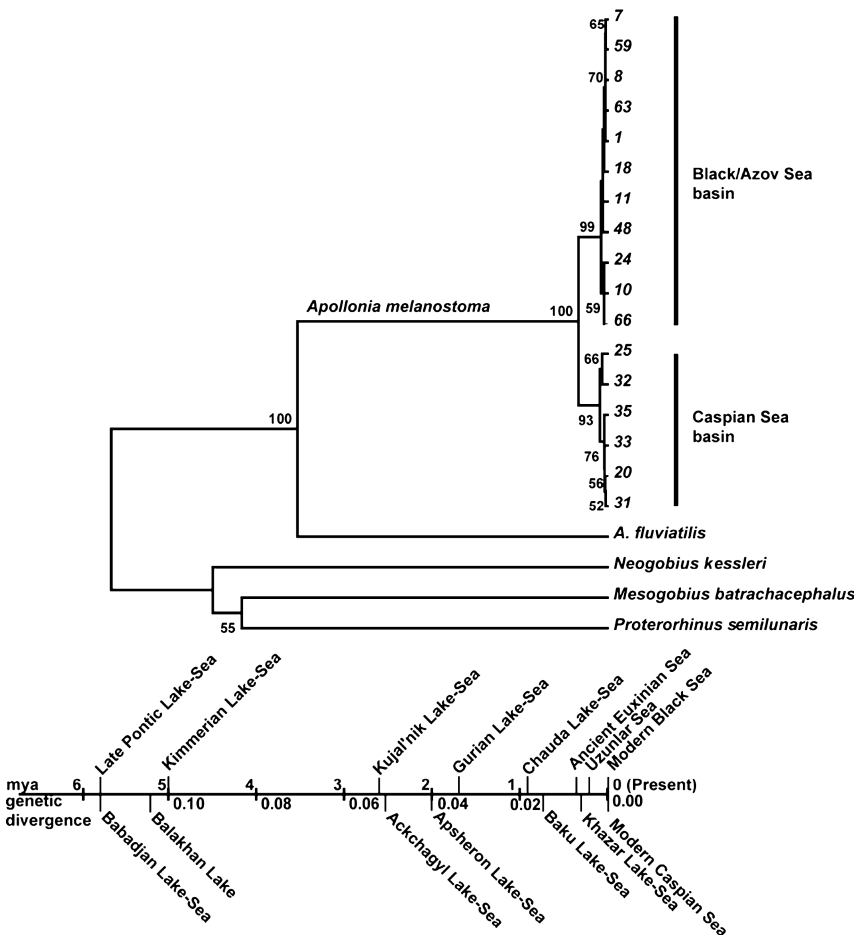 7
65
59
70
8
63
1
18
Black/Azov Sea
basin
11
99
48
24
10
Apollonia melanostoma
100
59
66
25
66
32
35
93
Caspian Sea
basin
100
33
76
20
56
52
31
A. fluviatilis
Neogobius kessleri
Mesogobius batrachacephalus
55
Proterorhinus semilunaris
Late Pontic Lake-Sea
Kimmerian Lake-Sea
Kujal'nik Lake-Sea
Gurian Lake-Sea
Chauda Lake-Sea
Ancient Euxinian Sea
Uzunlar Sea
Modern Black Sea
mya 6 5 4 3 2 1 0 (Present)
genetic 0.10 0.08 0.06 0.04 0.02 0.00
divergence
Babadjan Lake-Sea
Balakhan Lake
Ackchagyl Lake-Sea
Apsheron Lake-Sea
Baku Lake-Sea
Khazar Lake-Sea
Modern Caspian Sea